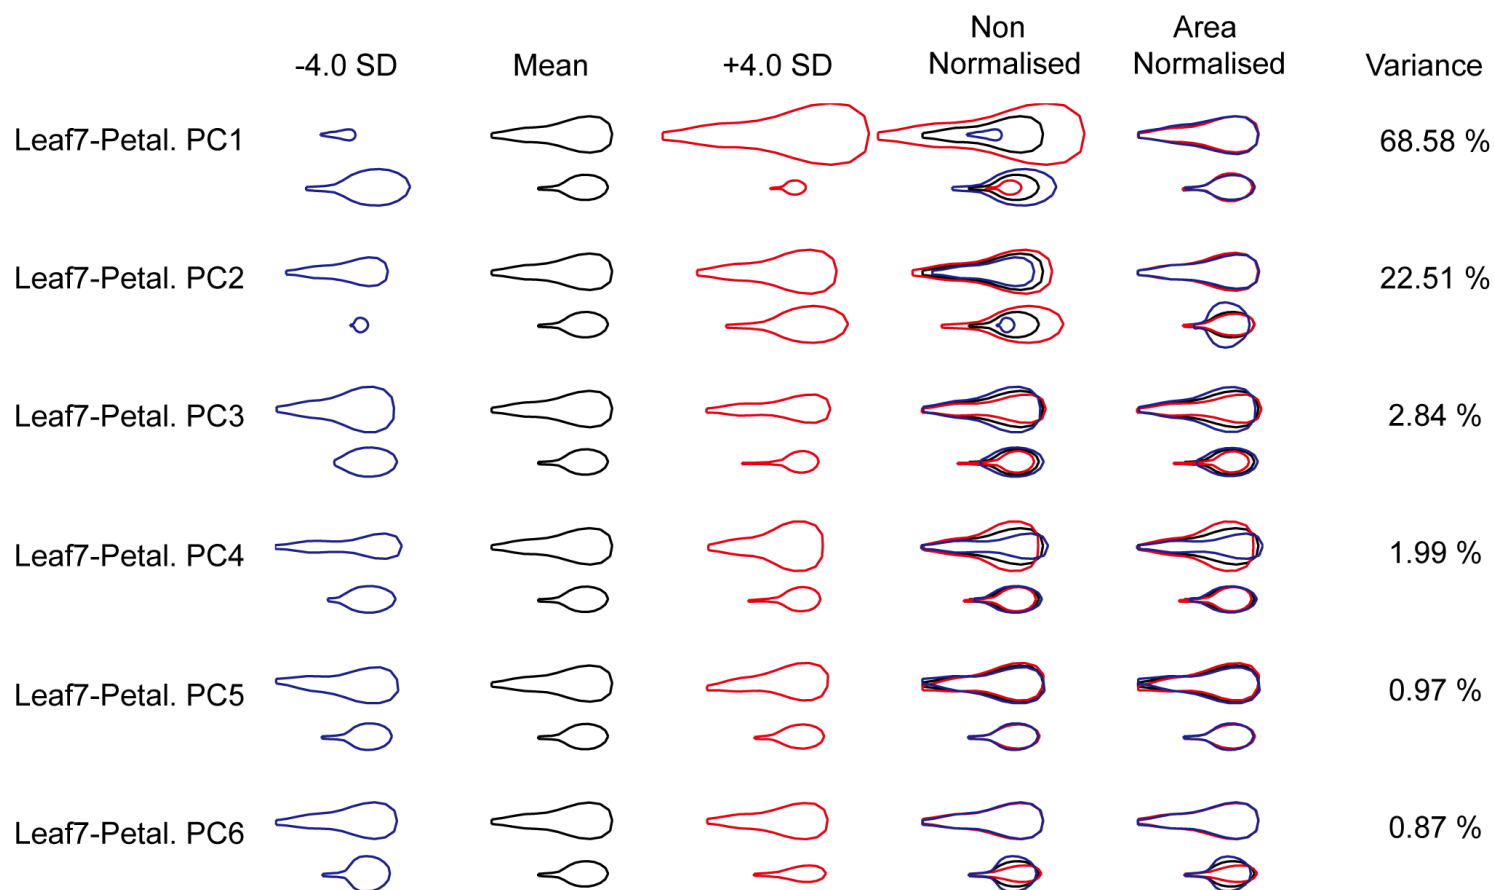 Non Area
-4.0 SD Mean +4.0 SD Normalised Normalised Variance
Leaf7-Petal. PC1 68.58 %
Leaf7-Petal. PC2 22.51 %
Leaf7-Petal. PC3 2.84 %
Leaf7-Petal. PC4 1.99 %
Leaf7-Petal. PC5 0.97 %
Leaf7-Petal. PC6 0.87 %